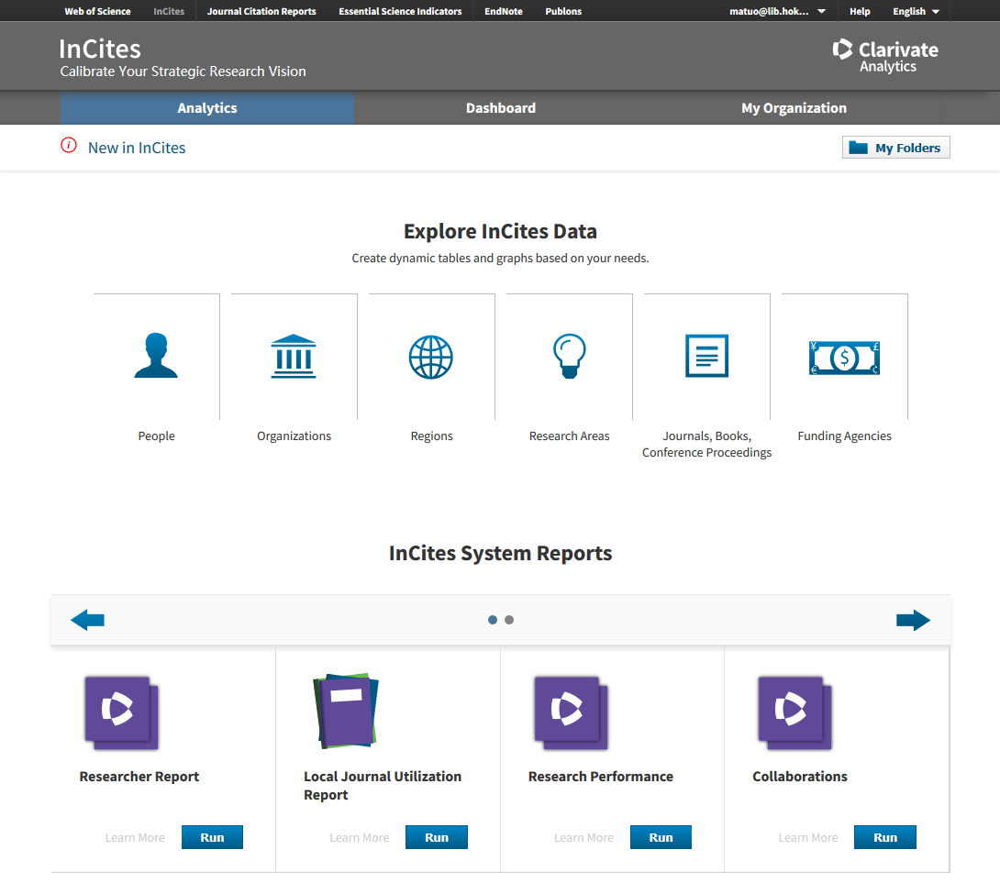 Web of Science InCites Journal Citation Reports Essential Science Indicators EndNote Publons matuo@lib.hok... Help English
InCites
Calibrate Your Strategic Research Vision
Clarivate
Analytics
Analytics Dashboard My Organization
i New in InCites My Folders
Explore InCites Data
Create dynamic tables and graphs based on your needs.
¥ £
$
€ ¢
People Organizations Regions Research Areas Journals, Books, Funding Agencies
Conference Proceedings
InCites System Reports
Researcher Report Local Journal Utilization Research Performance Collaborations
Report
Learn More Run Learn More Run Learn More Run Learn More Run